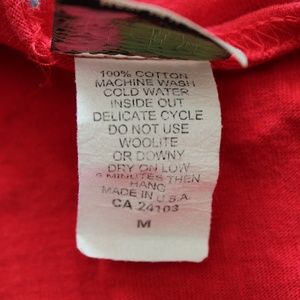 100% COTTON
MACHINE WASH
COLD WATER
INSIDE OUT
DELICATE CYCLE
DO NOT USE
WOOLITE
OR DOWNY
DRY ON LOW
5 MINUTES THEN
HANG
MADE IN U.S.A.
CA 24103
M